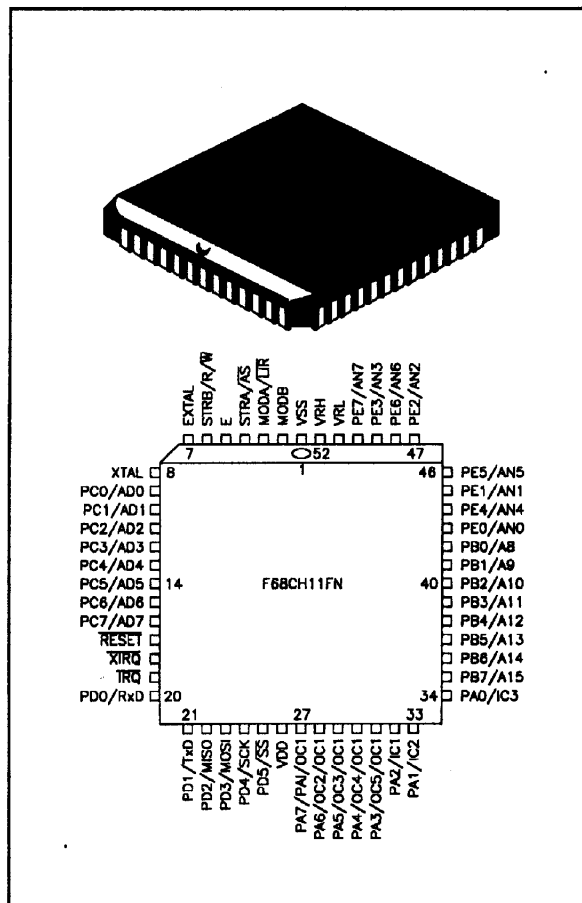 EXTAL
STRB/R/W
E
STRA/AS
MODA/LIR
MODB
VSS
VRH
VRL
PE7/AN7
PE3/AN3
PE6/AN6
PE2/AN2
7
1
52
47
XTAL
PC0/AD0
PC1/AD1
PC2/AD2
PC3/AD3
PC4/AD4
PC5/AD5
PC6/AD6
PC7/AD7
RESET
XIRQ
IRQ
PD0/RxD
8
14
20
F68CH11FN
46
40
34
PE5/AN5
PE1/AN1
PE4/AN4
PE0/AN0
PB0/A8
PB1/A9
PB2/A10
PB3/A11
PB4/A12
PB5/A13
PB6/A14
PB7/A15
PA0/IC3
21
27
33
PD1/TxD
PD2/MISO
PD3/MOSI
PD4/SCK
PD5/SS
VDD
PA7/PAI/OC1
PA6/OC2/OC1
PA5/OC3/OC1
PA4/OC4/OC1
PA3/OC5/OC1
PA2/IC1
PA1/IC2